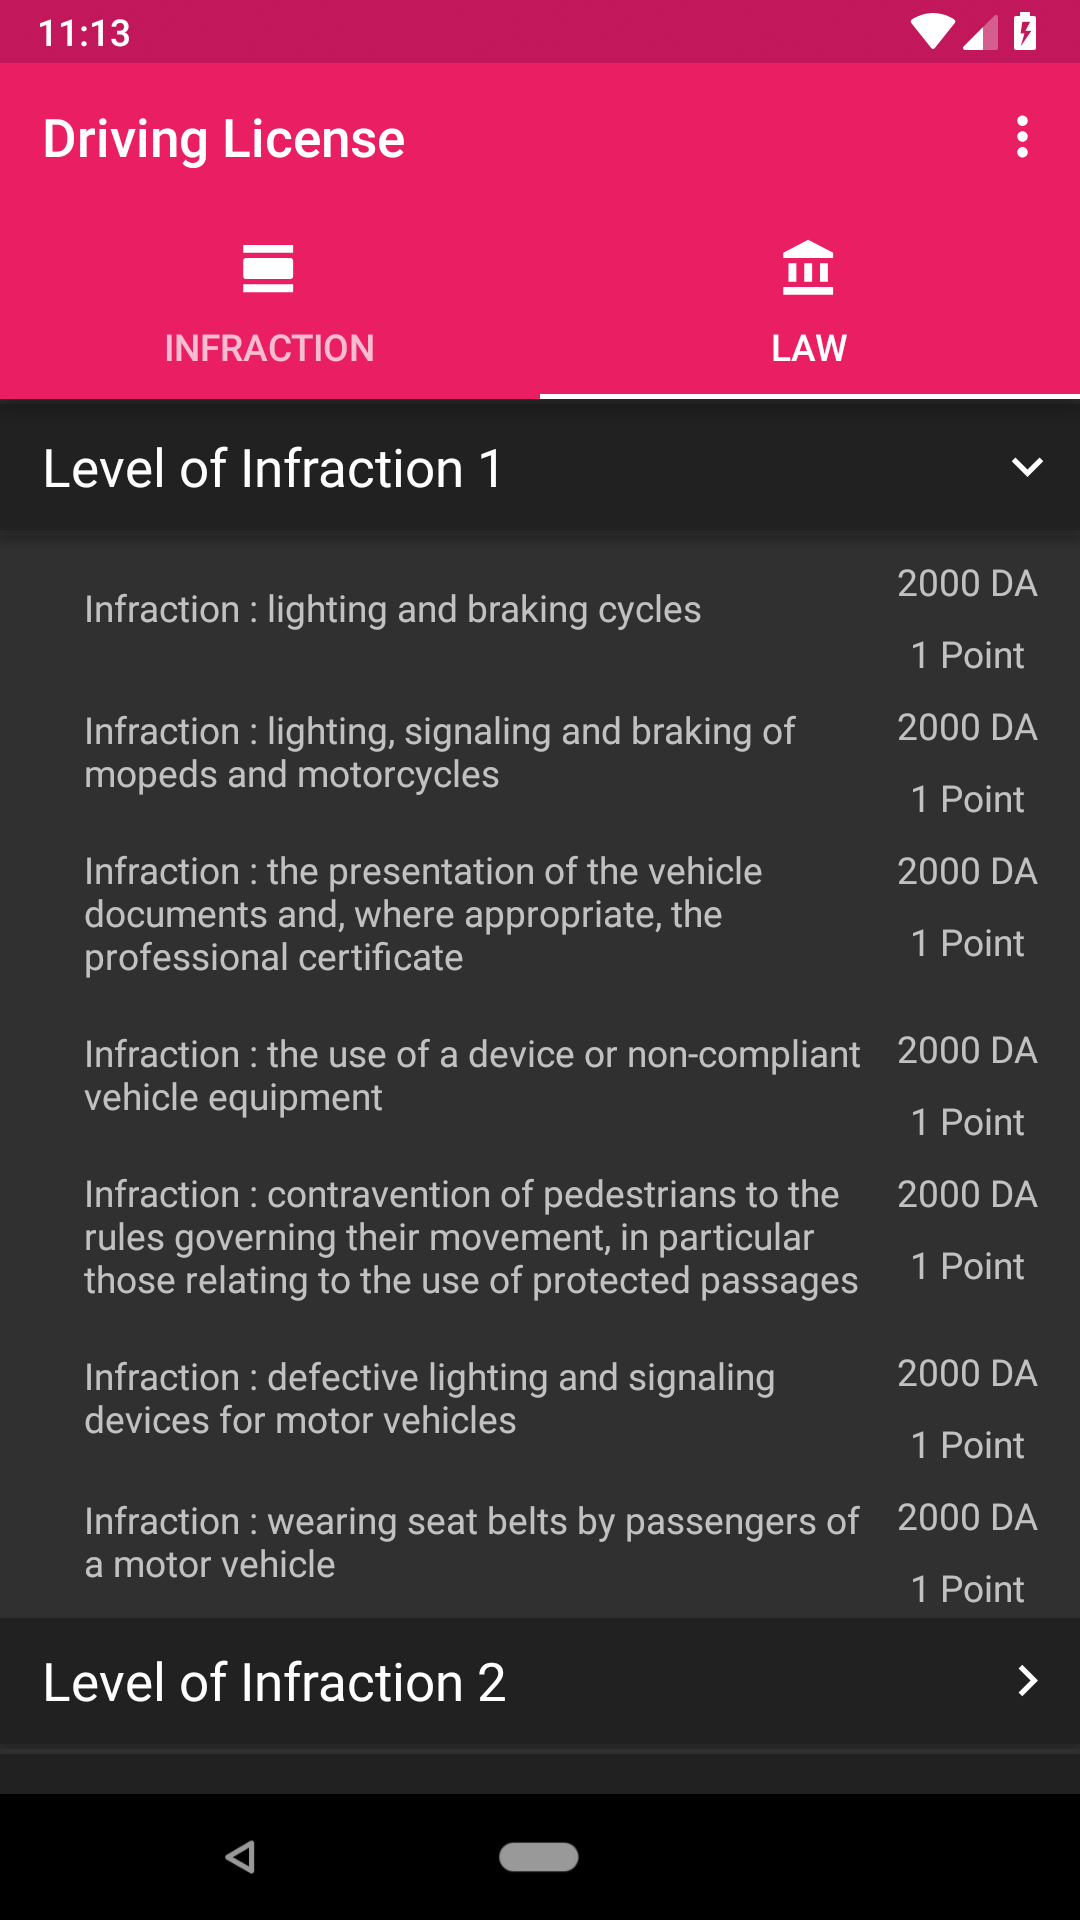 11:13
Driving License
INFRACTION
LAW
Level of Infraction 1
Infraction : lighting and braking cycles
2000 DA
1 Point
Infraction : lighting, signaling and braking of
mopeds and motorcycles
2000 DA
1 Point
Infraction : the presentation of the vehicle
documents and, where appropriate, the
professional certificate
2000 DA
1 Point
Infraction : the use of a device or non-compliant
vehicle equipment
2000 DA
1 Point
Infraction : contravention of pedestrians to the
rules governing their movement, in particular
those relating to the use of protected passages
2000 DA
1 Point
Infraction : defective lighting and signaling
devices for motor vehicles
2000 DA
1 Point
Infraction : wearing seat belts by passengers of
a motor vehicle
2000 DA
1 Point
Level of Infraction 2